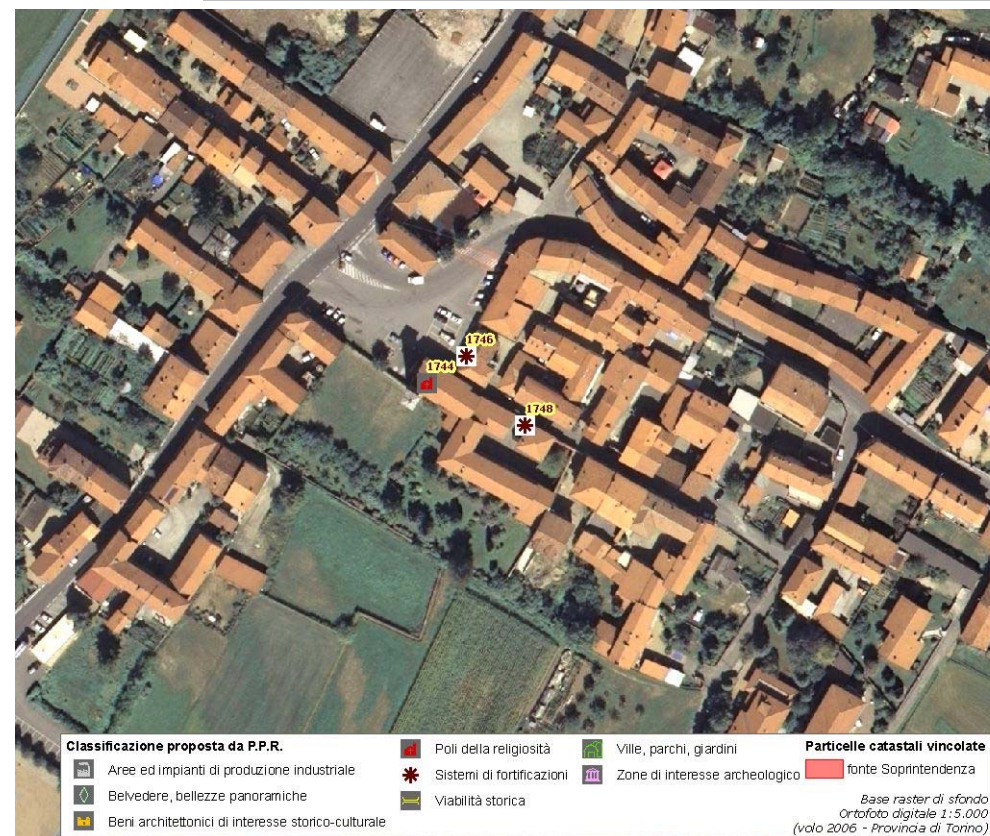 1746
1744
1748
Classificazione proposta da P.P.R.
Aree ed impianti di produzione industriale
Belvedere, bellezze panoramiche
Beni architettonici di interesse storico-culturale
Poli della religiosità
Sistemi di fortificazioni
Viabilità storica
Ville, parchi, giardini
Zone di interesse archeologico
Particelle catastali vincolate
fonte Soprintendenza
Base raster di sfondo
Ortofoto digitale 1:5.000
(volo 2006 - Provincia di Torino)